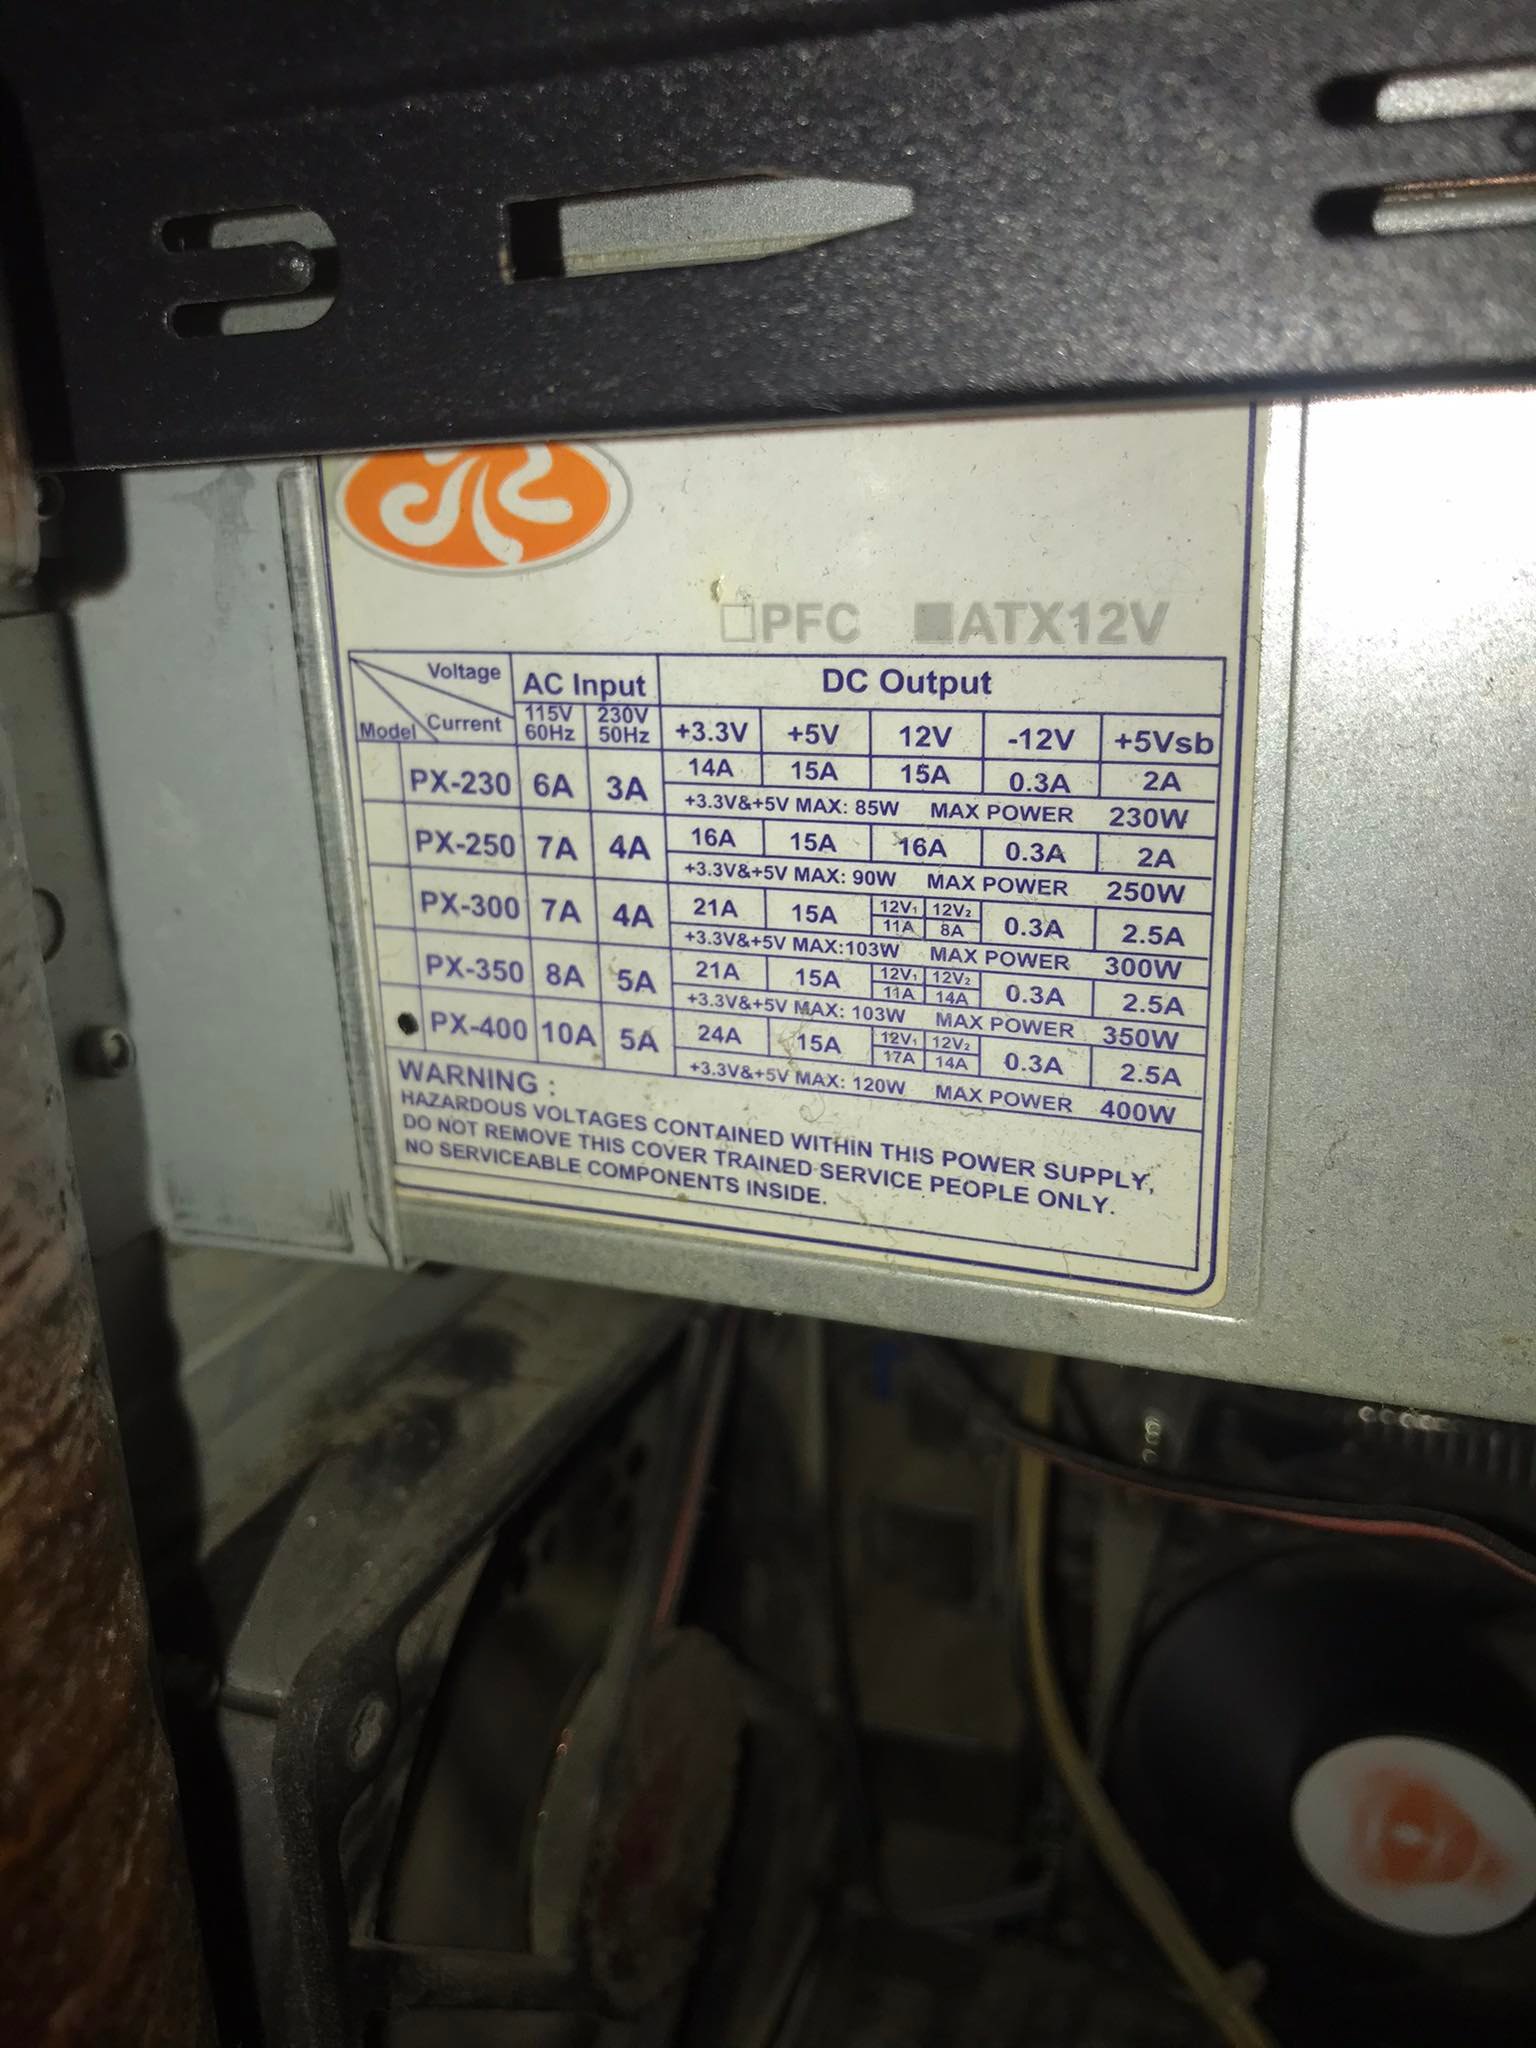 PFC ATX12V
Voltage AC Input DC Output
Model Current 115V 60Hz 230V 50Hz +3.3V +5V 12V -12V +5Vsb
PX-230 6A 3A 14A 15A 15A 0.3A 2A
+3.3V&+5V MAX: 85W MAX POWER 230W
PX-250 7A 4A 16A 15A 16A 0.3A 2A
+3.3V&+5V MAX: 90W MAX POWER 250W
PX-300 7A 4A 21A 15A 12V1 11A 12V2 8A 0.3A 2.5A
+3.3V&+5V MAX:103W MAX POWER 300W
PX-350 8A 5A 21A 15A 12V1 11A 12V2 14A 0.3A 2.5A
+3.3V&+5V MAX: 103W MAX POWER 350W
PX-400 10A 5A 24A 15A 12V1 17A 12V2 14A 0.3A 2.5A
+3.3V&+5V MAX: 120W MAX POWER 400W
WARNING :
HAZARDOUS VOLTAGES CONTAINED WITHIN THIS POWER SUPPLY,
DO NOT REMOVE THIS COVER TRAINED SERVICE PEOPLE ONLY.
NO SERVICEABLE COMPONENTS INSIDE.